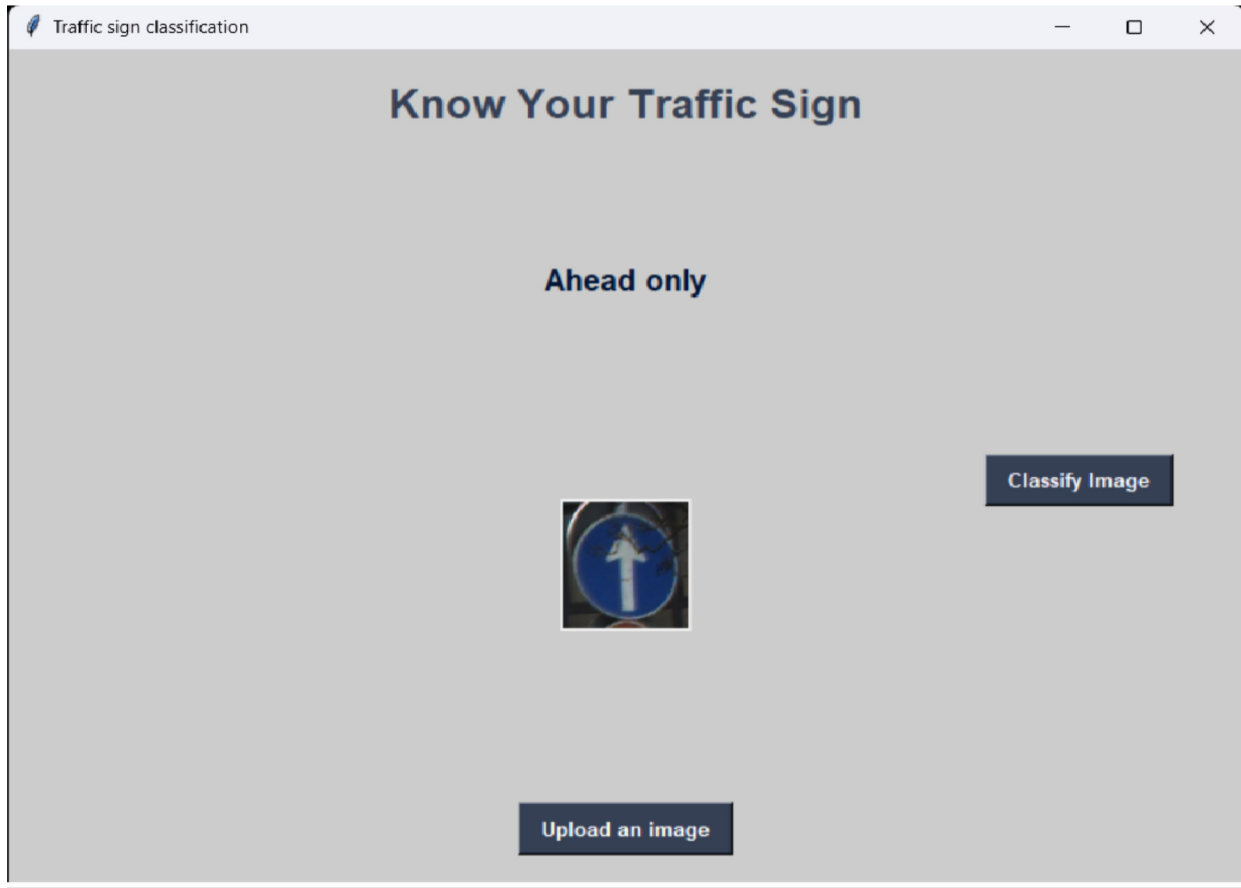 Traffic sign classification
Know Your Traffic Sign
Ahead only
Classify Image
Upload an image